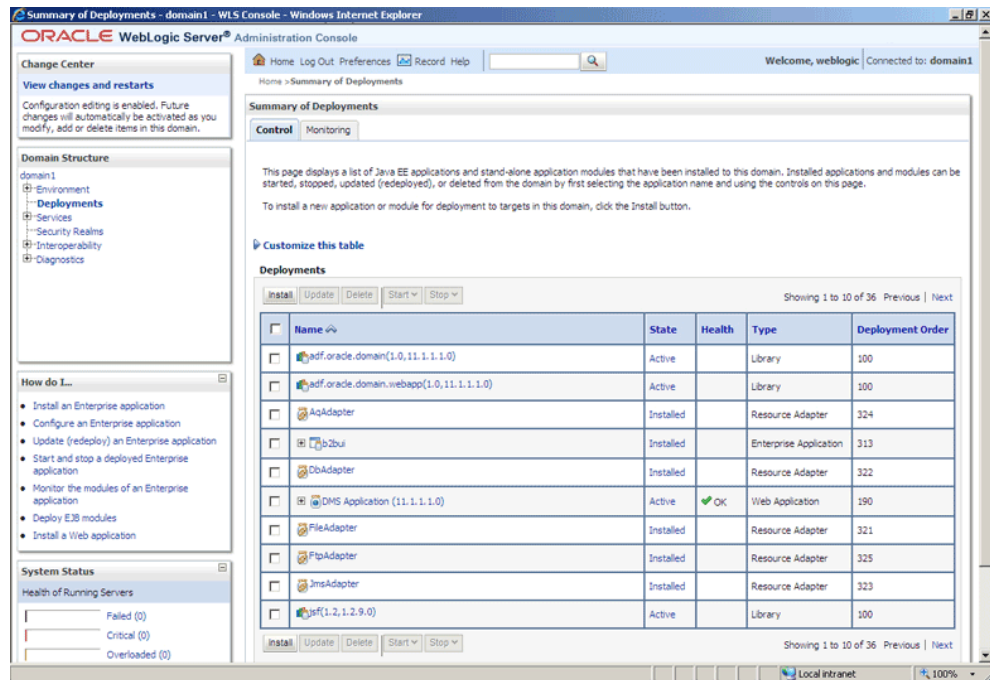 Summary of Deployments - domain1 - WLS Console - Windows Internet Explorer
ORACLE WebLogic Server® Administration Console
Change Center
View changes and restarts
Configuration editing is enabled. Future
changes will automatically be activated as you
modify, add or delete items in this domain.
Domain Structure
domain1
Environment
Deployments
Services
Security Realms
Interoperability
Diagnostics
How do I...
Install an Enterprise application
Configure an Enterprise application
Update (redeploy) an Enterprise application
Start and stop a deployed Enterprise
application
Monitor the modules of an Enterprise
application
Deploy EJB modules
Install a Web application
System Status
Health of Running Servers
Failed (0)
Critical (0)
Overloaded (0)
Home Log Out Preferences Record Help
Welcome, weblogic Connected to: domain1
Home >Summary of Deployments
Summary of Deployments
Control Monitoring
This page displays a list of Java EE applications and stand-alone application modules that have been installed to this domain. Installed applications and modules can be
started, stopped, updated (redeployed), or deleted from the domain by first selecting the application name and using the controls on this page.
To install a new application or module for deployment to targets in this domain, click the Install button.
Customize this table
Deployments
Install Update Delete Start Stop Showing 1 to 10 of 36 Previous | Next
Name State Health Type Deployment Order
adf.oracle.domain(1.0,11.1.1.1.0) Active Library 100
adf.oracle.domain.webapp(1.0,11.1.1.1.0) Active Library 100
AqAdapter Installed Resource Adapter 324
b2bui Installed Enterprise Application 313
DbAdapter Installed Resource Adapter 322
DMS Application (11.1.1.1.0) Active OK Web Application 190
FileAdapter Installed Resource Adapter 321
FtpAdapter Installed Resource Adapter 325
JmsAdapter Installed Resource Adapter 323
jsf(1.2,1.2.9.0) Active Library 100
Install Update Delete Start Stop Showing 1 to 10 of 36 Previous | Next
Local intranet 100%